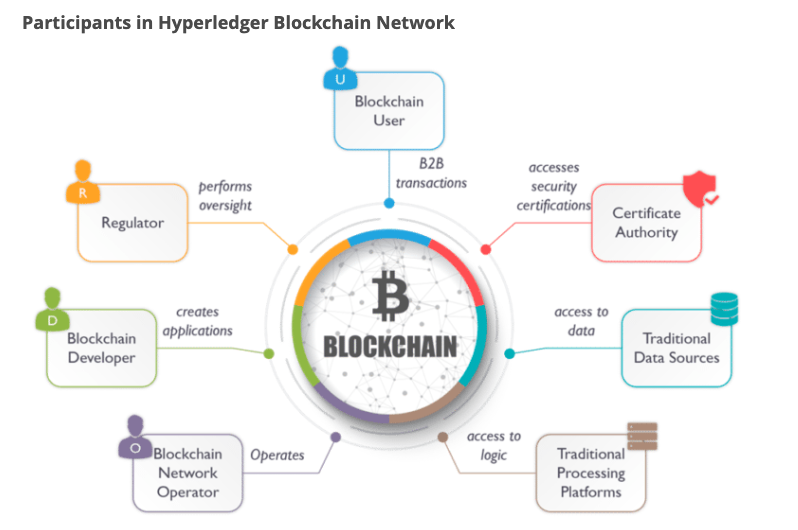 Participants in Hyperledger Blockchain Network
U
Blockchain
User
B2B
transactions
accesses
security
certifications
Certificate
Authority
R
Regulator
performs
oversight
BLOCKCHAIN
D
Blockchain
Developer
creates
applications
access to
data
Traditional
Data Sources
O
Blockchain
Network
Operator
Operates
access to
logic
Traditional
Processing
Platforms